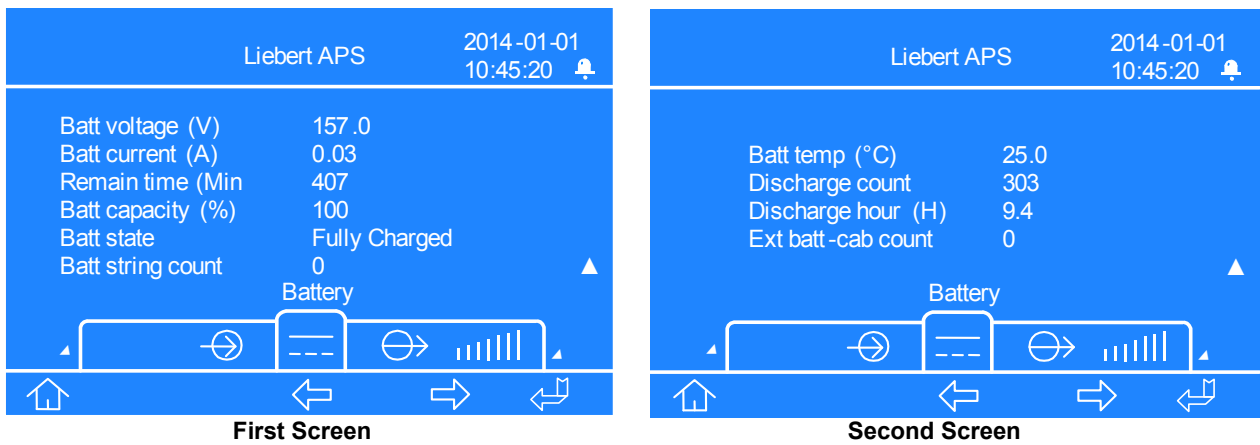 Liebert APS
2014-01-01
10:45:20
Batt voltage (V) 157.0
Batt current (A) 0.03
Remain time (Min 407
Batt capacity (%) 100
Batt state Fully Charged
Batt string count 0
Battery
First Screen
Liebert APS
2014-01-01
10:45:20
Batt temp (°C) 25.0
Discharge count 303
Discharge hour (H) 9.4
Ext batt-cab count 0
Battery
Second Screen